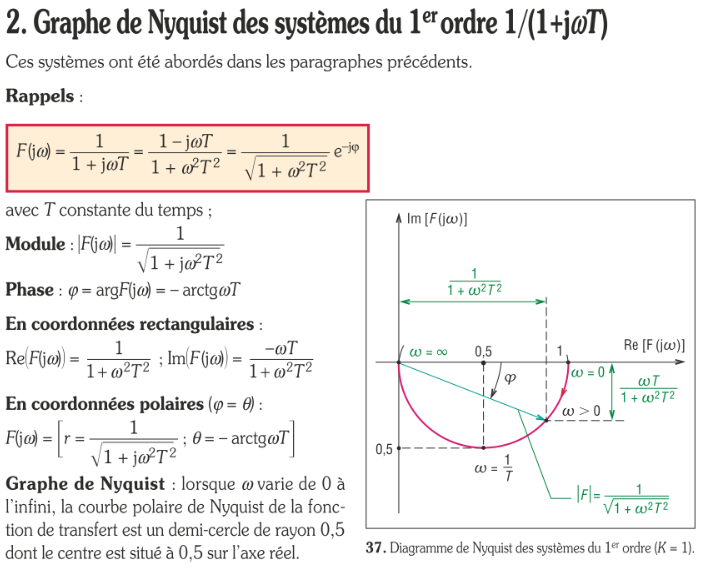 2. Graphe de Nyquist des systèmes du 1er ordre 1/(1+jωT)
Ces systèmes ont été abordés dans les paragraphes précédents.
Rappels :
F(jω) = 1/(1 + jωT) = (1 – jωT)/(1 + ω²T²) = 1/√(1 + ω²T²) e^–jφ
avec T constante du temps ;
Module : |F(jω)| = 1/√(1 + jω²T²)
Phase : φ = argF(jω) = – arctgωT
En coordonnées rectangulaires :
Re(F(jω)) = 1/(1 + ω²T²) ; Im(F(jω)) = –ωT/(1 + ω²T²)
En coordonnées polaires (φ = θ) :
F(jω) = [r = 1/√(1 + jω²T²) ; θ = – arctgωT]
Graphe de Nyquist : lorsque ω varie de 0 à
l'infini, la courbe polaire de Nyquist de la fonc-
tion de transfert est un demi-cercle de rayon 0,5
dont le centre est situé à 0,5 sur l'axe réel.
Im [F(jω)]
1/(1 + ω²T²)
ω = ∞
0,5
1
Re [F (jω)]
φ
ω = 0
ωT/(1 + ω²T²)
ω > 0
0,5
ω = 1/T
|F| = 1/√(1 + ω²T²)
37. Diagramme de Nyquist des systèmes du 1er ordre (K = 1).